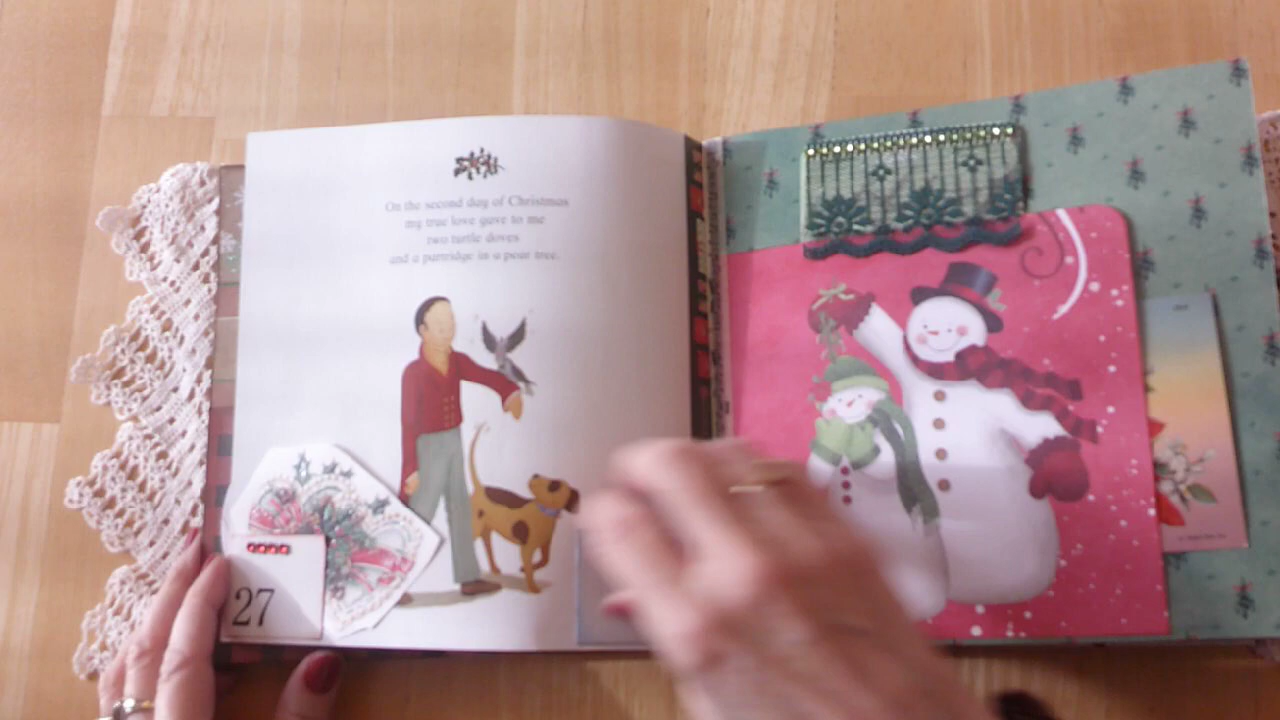 On the second day of Christmas
my true love gave to me
two turtle doves
and a partridge in a pear tree.
27